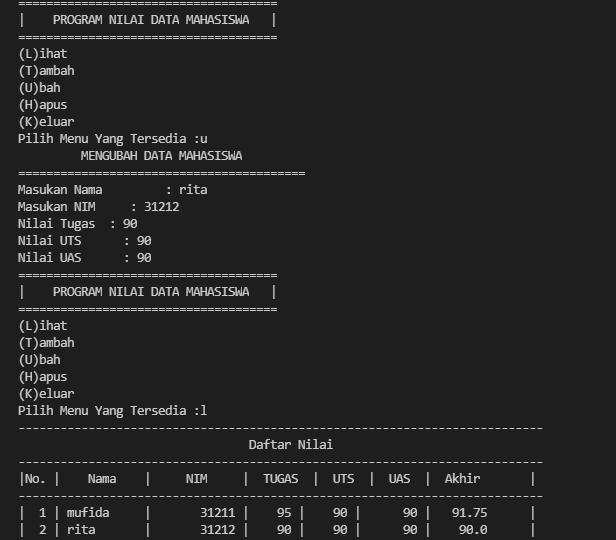 =====================================
|    PROGRAM NILAI DATA MAHASISWA   |
=====================================
(L)ihat
(T)ambah
(U)bah
(H)apus
(K)eluar
Pilih Menu Yang Tersedia :u
         MENGUBAH DATA MAHASISWA
=========================================
Masukan Nama         : rita
Masukan NIM     : 31212
Nilai Tugas  : 90
Nilai UTS      : 90
Nilai UAS      : 90
=====================================
|    PROGRAM NILAI DATA MAHASISWA   |
=====================================
(L)ihat
(T)ambah
(U)bah
(H)apus
(K)eluar
Pilih Menu Yang Tersedia :l
---------------------------------------------------------------------------
                                 Daftar Nilai
---------------------------------------------------------------------------
|No. |    Nama    |     NIM     |  TUGAS  |  UTS  |  UAS  |  Akhir       |
---------------------------------------------------------------------------
|  1 | mufida     |       31211 |    95 |    90 |    90 |   91.75      |
|  2 | rita       |       31212 |    90 |    90 |    90 |    90.0      |